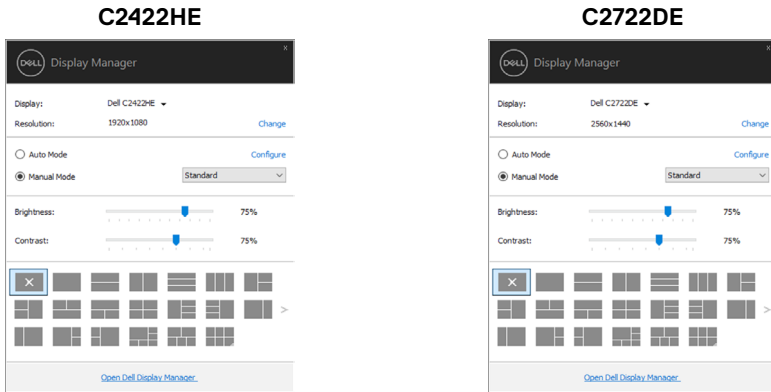 C2422HE
DELL Display Manager
Display: Dell C2422HE
Resolution: 1920x1080 Change
Auto Mode Configure
Manual Mode Standard
Brightness: 75%
Contrast: 75%
Open Dell Display Manager
C2722DE
DELL Display Manager
Display: Dell C2722DE
Resolution: 2560x1440 Change
Auto Mode Configure
Manual Mode Standard
Brightness: 75%
Contrast: 75%
Open Dell Display Manager